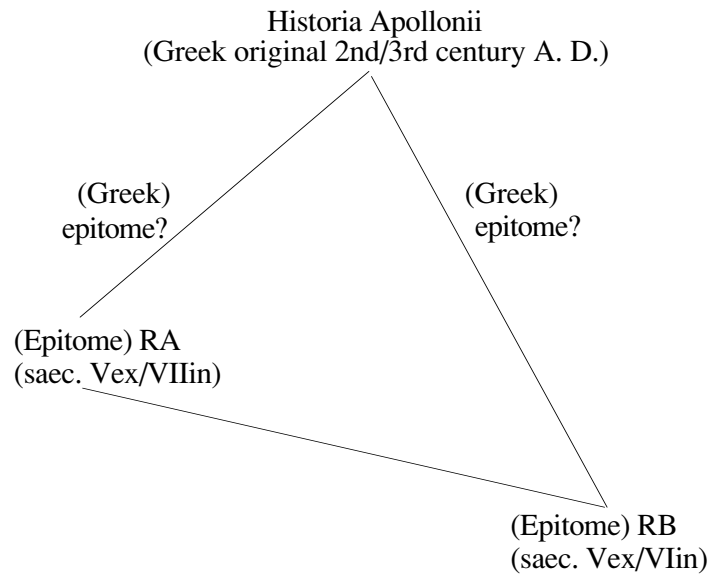 Historia Apollonii
(Greek original 2nd/3rd century A. D.)
(Greek)
epitome?
(Greek)
epitome?
(Epitome) RA
(saec. Vex/VIIin)
(Epitome) RB
(saec. Vex/VIin)